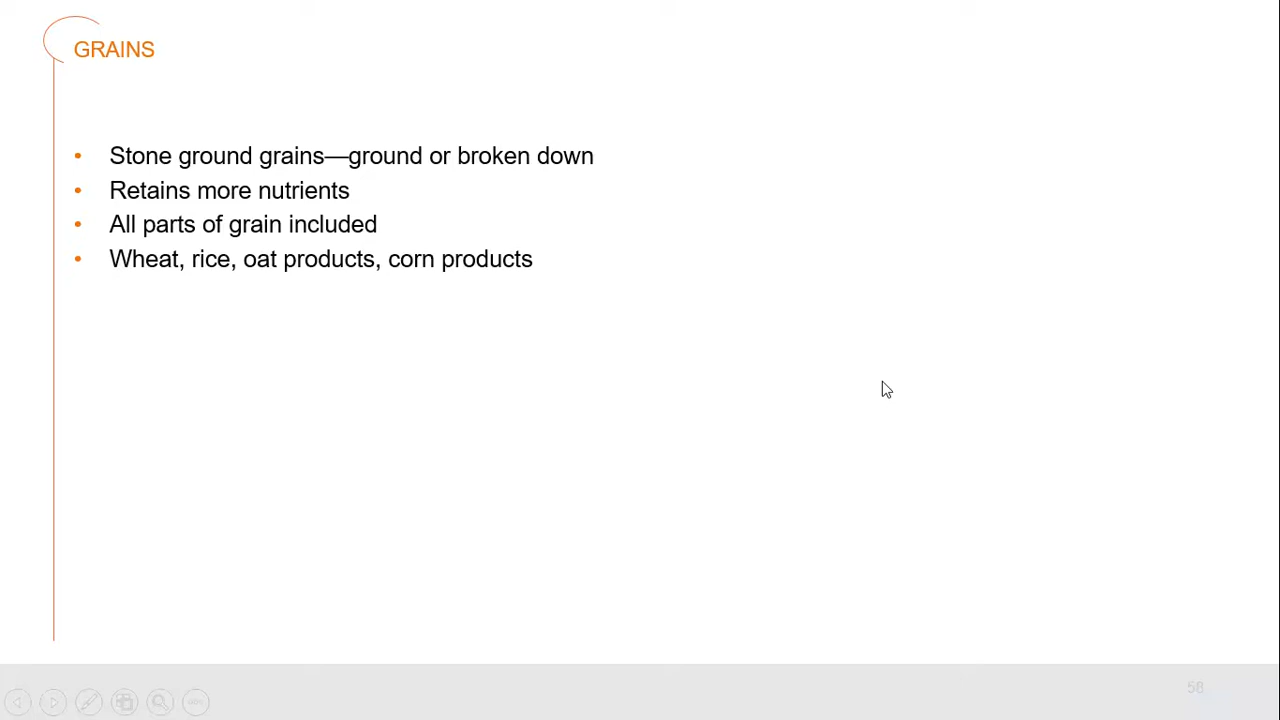 GRAINS
• Stone ground grains—ground or broken down
• Retains more nutrients
• All parts of grain included
• Wheat, rice, oat products, corn products
58